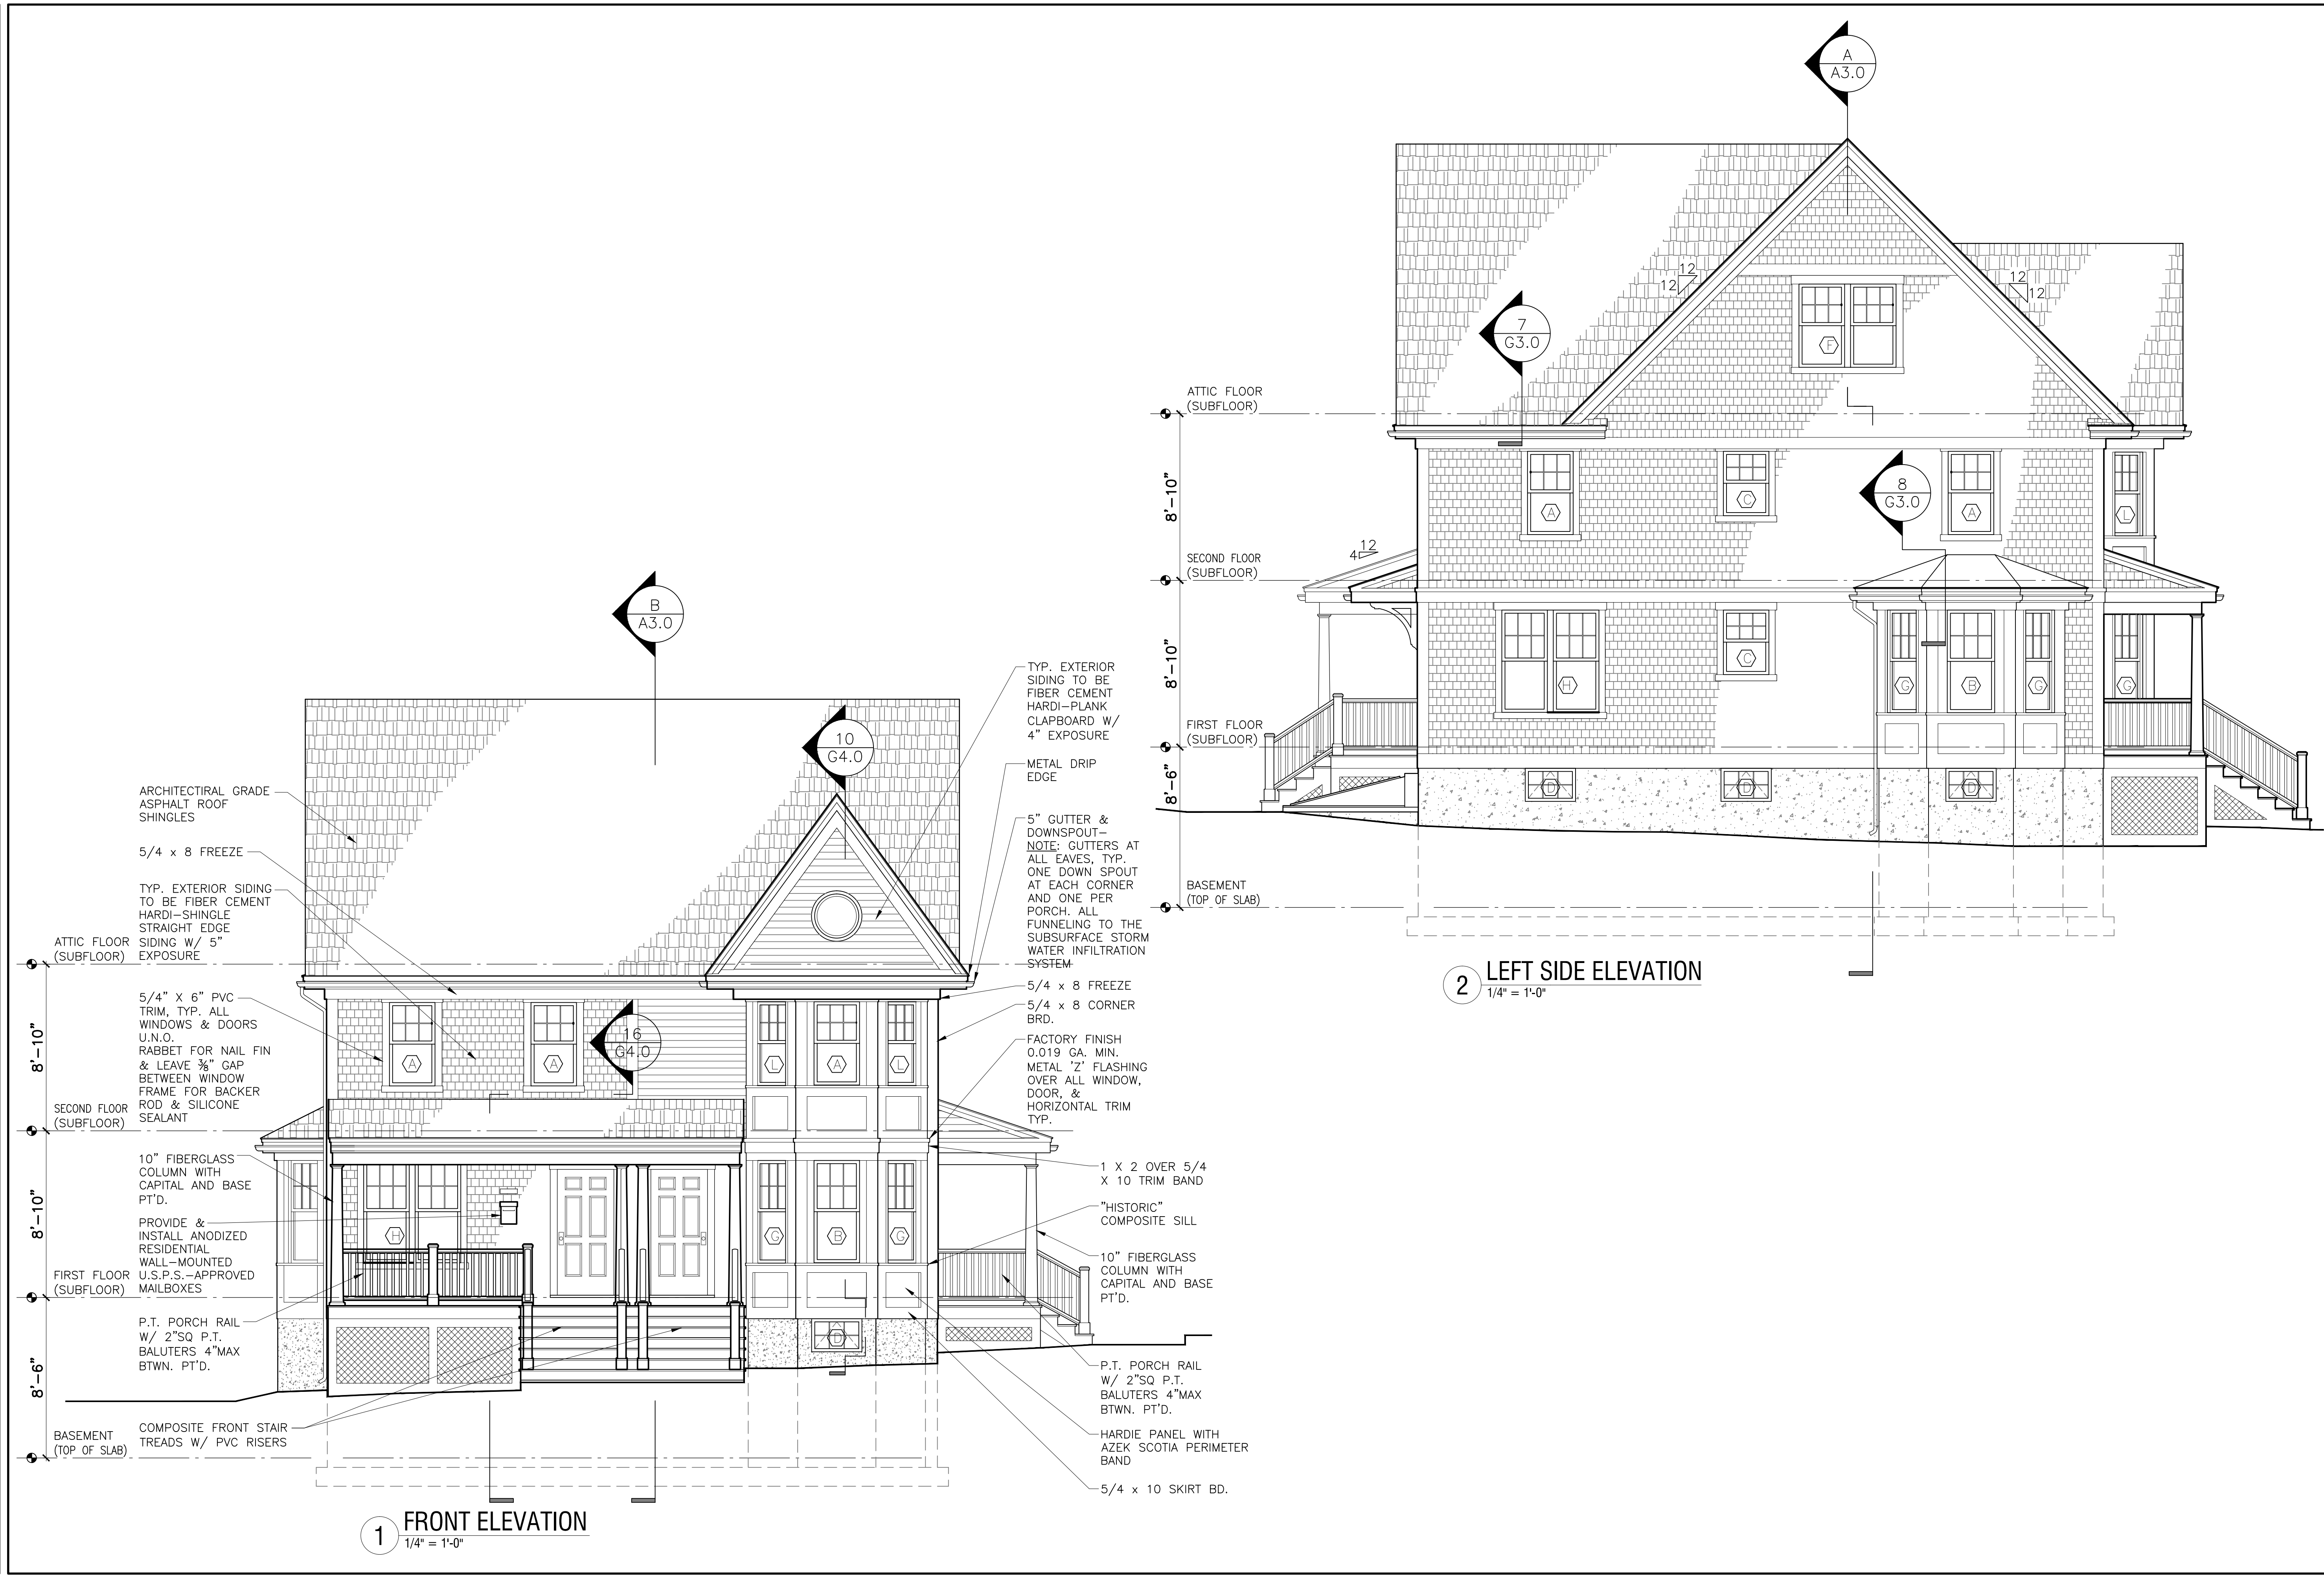 A
A3.0
12
12
12
12
7
G3.0
F
ATTIC FLOOR
(SUBFLOOR)
8'-10"
A
C
8
G3.0
A
L
SECOND FLOOR
(SUBFLOOR)
12
4
8'-10"
H
C
G
B
G
G
FIRST FLOOR
(SUBFLOOR)
8'-6"
D
D
D
BASEMENT
(TOP OF SLAB)
2
LEFT SIDE ELEVATION
1/4" = 1'-0"
B
A3.0
10
G4.0
ARCHITECTIRAL GRADE
ASPHALT ROOF
SHINGLES
5/4 x 8 FREEZE
TYP. EXTERIOR SIDING
TO BE FIBER CEMENT
HARDI-SHINGLE
STRAIGHT EDGE
SIDING W/ 5"
EXPOSURE
ATTIC FLOOR
(SUBFLOOR)
5/4" X 6" PVC
TRIM, TYP. ALL
WINDOWS & DOORS
U.N.O.
RABBET FOR NAIL FIN
& LEAVE ⅜" GAP
BETWEEN WINDOW
FRAME FOR BACKER
ROD & SILICONE
SEALANT
8'-10"
SECOND FLOOR
(SUBFLOOR)
10" FIBERGLASS
COLUMN WITH
CAPITAL AND BASE
PT'D.
PROVIDE &
INSTALL ANODIZED
RESIDENTIAL
WALL-MOUNTED
U.S.P.S.-APPROVED
MAILBOXES
8'-10"
FIRST FLOOR
(SUBFLOOR)
P.T. PORCH RAIL
W/ 2"SQ P.T.
BALUTERS 4"MAX
BTWN. PT'D.
8'-6"
COMPOSITE FRONT STAIR
TREADS W/ PVC RISERS
BASEMENT
(TOP OF SLAB)
A
A
16
G4.0
L
A
L
H
G
B
G
D
TYP. EXTERIOR
SIDING TO BE
FIBER CEMENT
HARDI-PLANK
CLAPBOARD W/
4" EXPOSURE
METAL DRIP
EDGE
5" GUTTER &
DOWNSPOUT-
NOTE: GUTTERS AT
ALL EAVES, TYP.
ONE DOWN SPOUT
AT EACH CORNER
AND ONE PER
PORCH. ALL
FUNNELING TO THE
SUBSURFACE STORM
WATER INFILTRATION
SYSTEM
5/4 x 8 FREEZE
5/4 x 8 CORNER
BRD.
FACTORY FINISH
0.019 GA. MIN.
METAL 'Z' FLASHING
OVER ALL WINDOW,
DOOR, &
HORIZONTAL TRIM
TYP.
1 X 2 OVER 5/4
X 10 TRIM BAND
"HISTORIC"
COMPOSITE SILL
10" FIBERGLASS
COLUMN WITH
CAPITAL AND BASE
PT'D.
P.T. PORCH RAIL
W/ 2"SQ P.T.
BALUTERS 4"MAX
BTWN. PT'D.
HARDIE PANEL WITH
AZEK SCOTIA PERIMETER
BAND
5/4 x 10 SKIRT BD.
1
FRONT ELEVATION
1/4" = 1'-0"